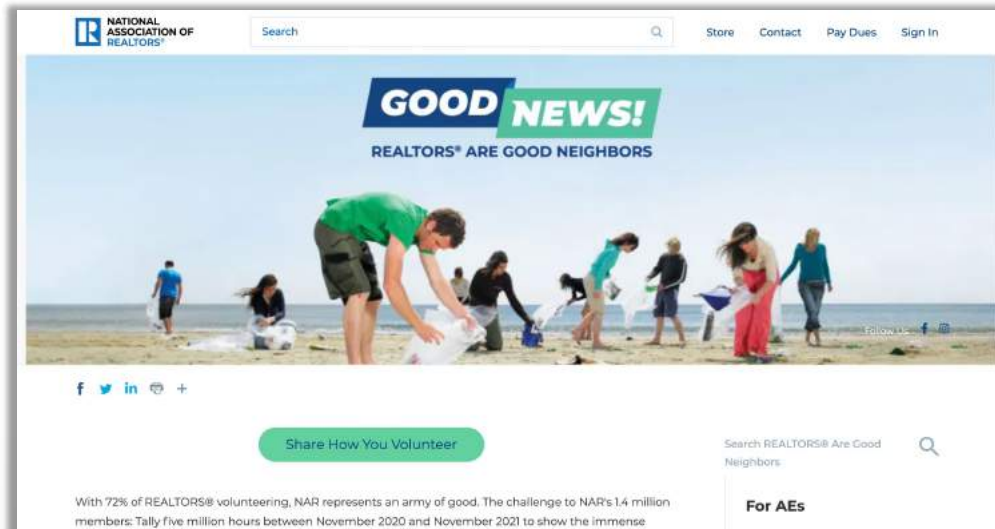 NATIONAL
ASSOCIATION OF
REALTORS®
Search
Store Contact Pay Dues Sign In
GOOD NEWS!
REALTORS® ARE GOOD NEIGHBORS
Follow Us
Share How You Volunteer
Search REALTORS® Are Good
Neighbors
With 72% of REALTORS® volunteering, NAR represents an army of good. The challenge to NAR's 1.4 million
members: Tally five million hours between November 2020 and November 2021 to show the immense
For AEs